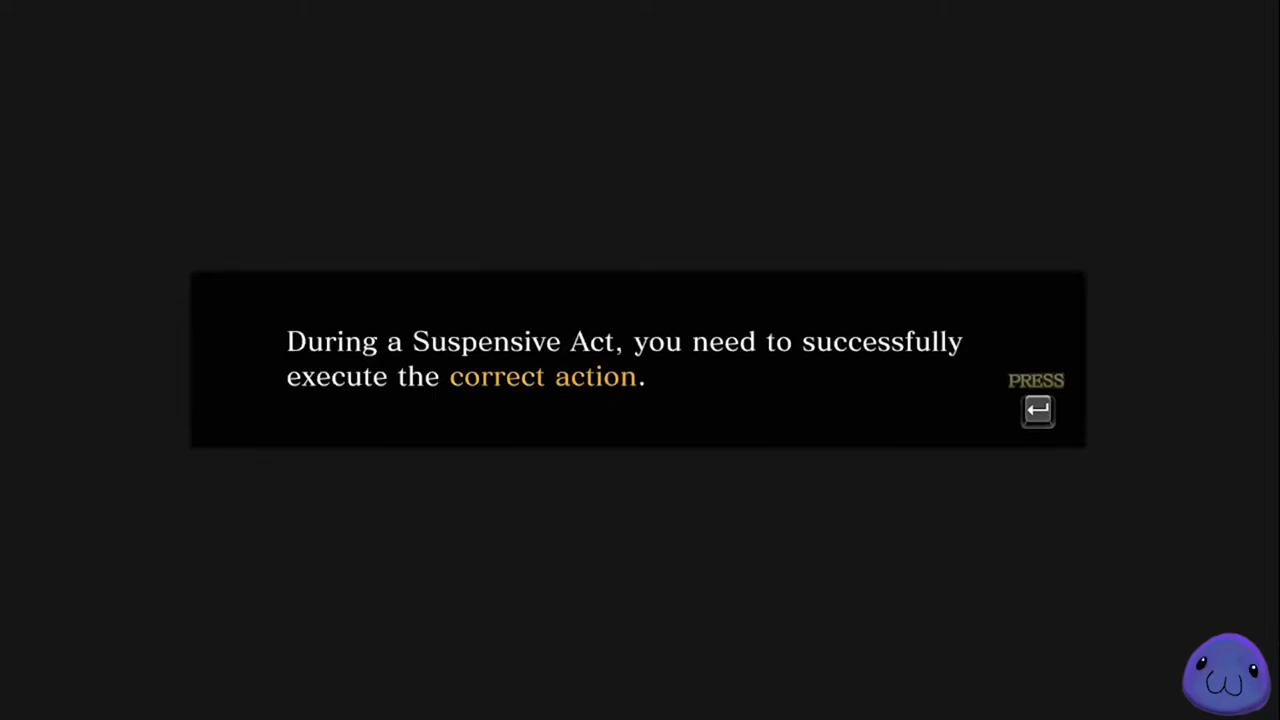 During a Suspensive Act, you need to successfully
execute the correct action.
PRESS